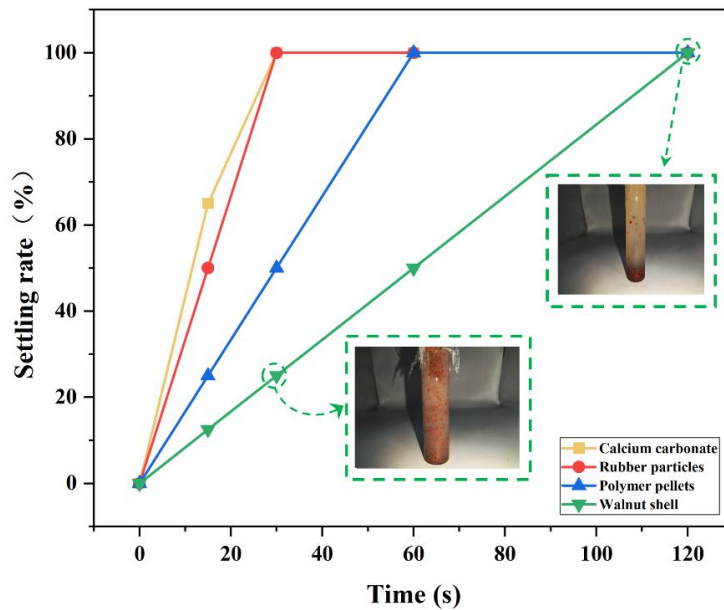 100
80
60
40
20
0
Settling rate（%）
0
20
40
60
80
100
120
Time (s)
Calcium carbonate
Rubber particles
Polymer pellets
Walnut shell